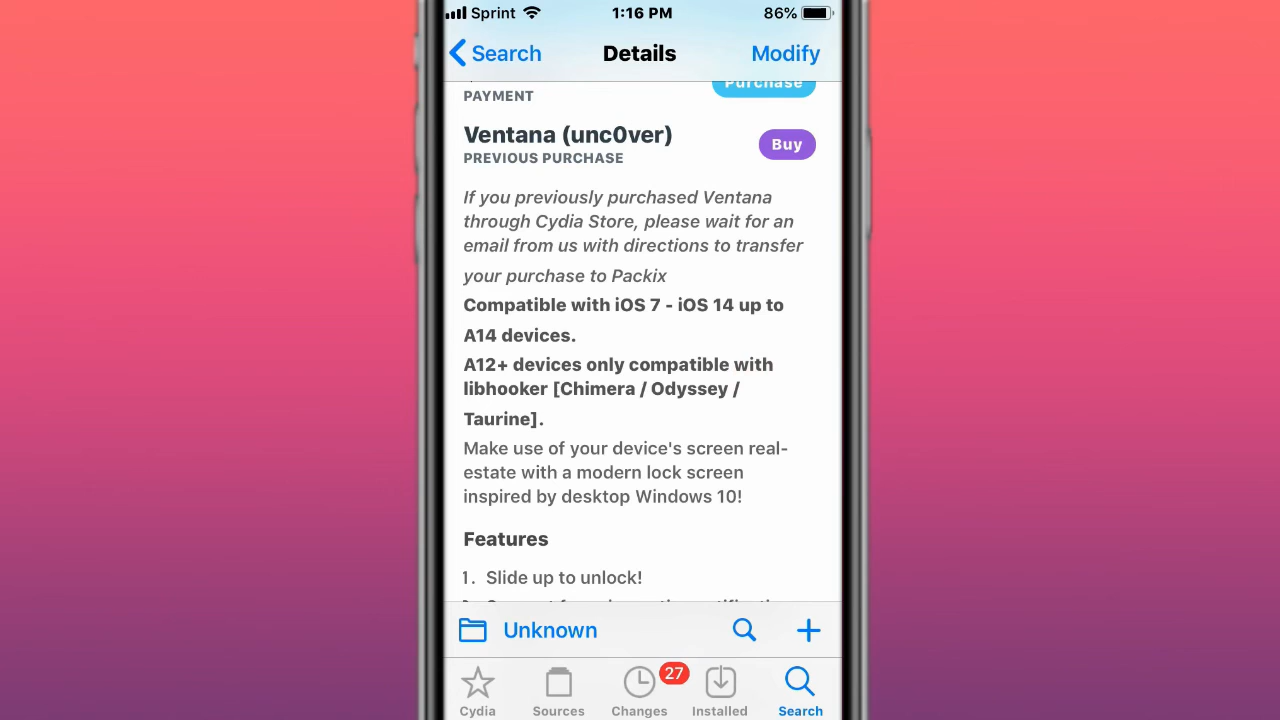 Sprint 1:16 PM 86%
Search Details Modify
Purchase
PAYMENT
Ventana (unc0ver)
Buy
PREVIOUS PURCHASE
If you previously purchased Ventana
through Cydia Store, please wait for an
email from us with directions to transfer
your purchase to Packix
Compatible with iOS 7 - iOS 14 up to
A14 devices.
A12+ devices only compatible with
libhooker [Chimera / Odyssey /
Taurine].
Make use of your device's screen real-
estate with a modern lock screen
inspired by desktop Windows 10!
Features
1. Slide up to unlock!
Unknown
27
Cydia Sources Changes Installed Search